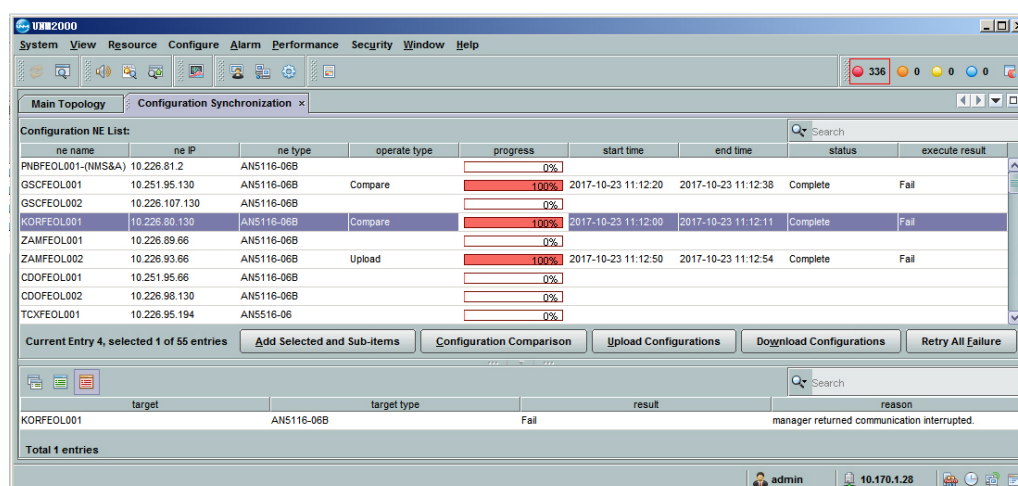 UNM2000
System View Resource Configure Alarm Performance Security Window Help
336 0 0 0
Main Topology Configuration Synchronization ×
Configuration NE List: Search
ne name ne IP ne type operate type progress start time end time status execute result
PNBFEOL001-(NMS&A) 10.226.81.2 AN5116-06B 0%
GSCFEOL001 10.251.95.130 AN5116-06B Compare 100% 2017-10-23 11:12:20 2017-10-23 11:12:38 Complete Fail
GSCFEOL002 10.226.107.130 AN5116-06B 0%
KORFEOL001 10.226.80.130 AN5116-06B Compare 100% 2017-10-23 11:12:00 2017-10-23 11:12:11 Complete Fail
ZAMFEOL001 10.226.89.66 AN5116-06B 0%
ZAMFEOL002 10.226.93.66 AN5116-06B Upload 100% 2017-10-23 11:12:50 2017-10-23 11:12:54 Complete Fail
CDOFEOL001 10.251.95.66 AN5116-06B 0%
CDOFEOL002 10.226.98.130 AN5116-06B 0%
TCXFEOL001 10.226.95.194 AN5516-06 0%
Current Entry 4, selected 1 of 55 entries Add Selected and Sub-items Configuration Comparison Upload Configurations Download Configurations Retry All Failure
Search
target target type result reason
KORFEOL001 AN5116-06B Fail manager returned communication interrupted.
Total 1 entries
admin 10.170.1.28